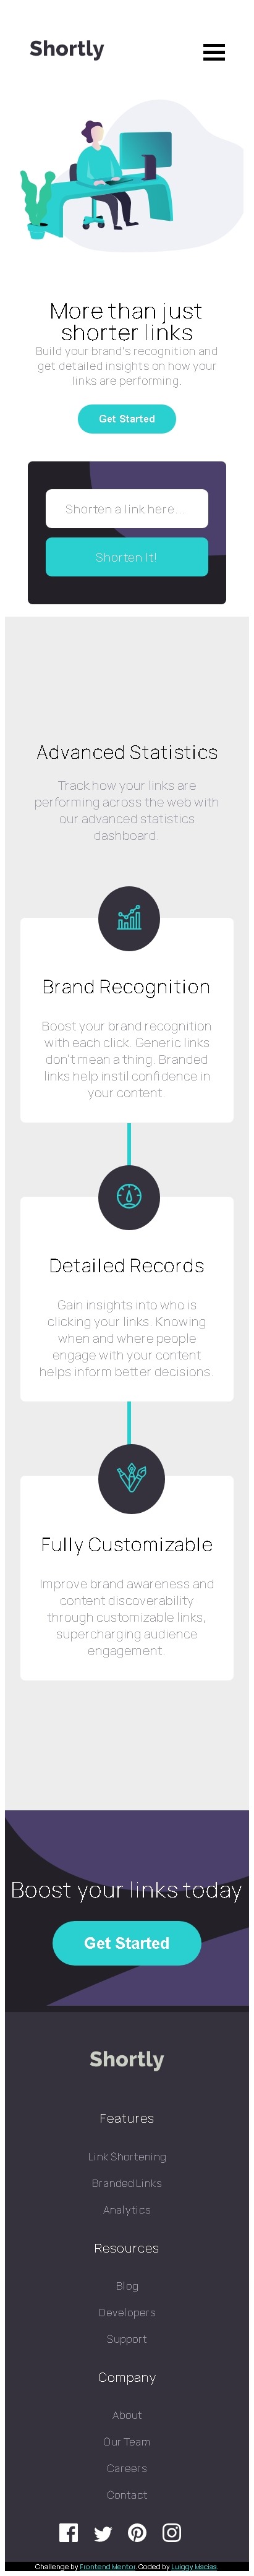 Shortly
More than just
shorter links
Build your brand's recognition and
get detailed insights on how your
links are performing.
Get Started
Shorten a link here...
Shorten It!
Advanced Statistics
Track how your links are
performing across the web with
our advanced statistics
dashboard.
Brand Recognition
Boost your brand recognition
with each click. Generic links
don't mean a thing. Branded
links help instil confidence in
your content.
Detailed Records
Gain insights into who is
clicking your links. Knowing
when and where people
engage with your content
helps inform better decisions.
Fully Customizable
Improve brand awareness and
content discoverability
through customizable links,
supercharging audience
engagement.
Boost your links today
Get Started
Shortly
Features
Link Shortening
Branded Links
Analytics
Resources
Blog
Developers
Support
Company
About
Our Team
Careers
Contact
Challenge by Frontend Mentor. Coded by Luiggy Macias.